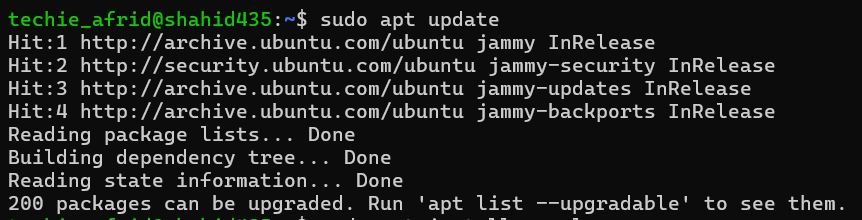 techie_afrid@shahid435:~$ sudo apt update
Hit:1 http://archive.ubuntu.com/ubuntu jammy InRelease
Hit:2 http://security.ubuntu.com/ubuntu jammy-security InRelease
Hit:3 http://archive.ubuntu.com/ubuntu jammy-updates InRelease
Hit:4 http://archive.ubuntu.com/ubuntu jammy-backports InRelease
Reading package lists... Done
Building dependency tree... Done
Reading state information... Done
200 packages can be upgraded. Run 'apt list --upgradable' to see them.